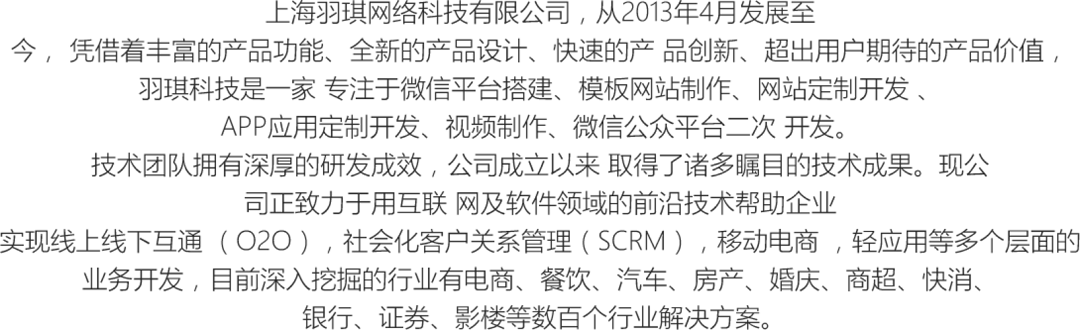 上海羽琪网络科技有限公司，从2013年4月发展至
今， 凭借着丰富的产品功能、全新的产品设计、快速的产 品创新、超出用户期待的产品价值，
羽琪科技是一家 专注于微信平台搭建、模板网站制作、网站定制开发 、
APP应用定制开发、视频制作、微信公众平台二次 开发。
技术团队拥有深厚的研发成效，公司成立以来 取得了诸多瞩目的技术成果。现公
司正致力于用互联 网及软件领域的前沿技术帮助企业
实现线上线下互通 （ O2O ），社会化客户关系管理（ SCRM ），移动电商 ，轻应用等多个层面的
业务开发，目前深入挖掘的行业有电商、餐饮、汽车、房产、婚庆、商超、快消、
银行、证券、影楼等数百个行业解决方案。